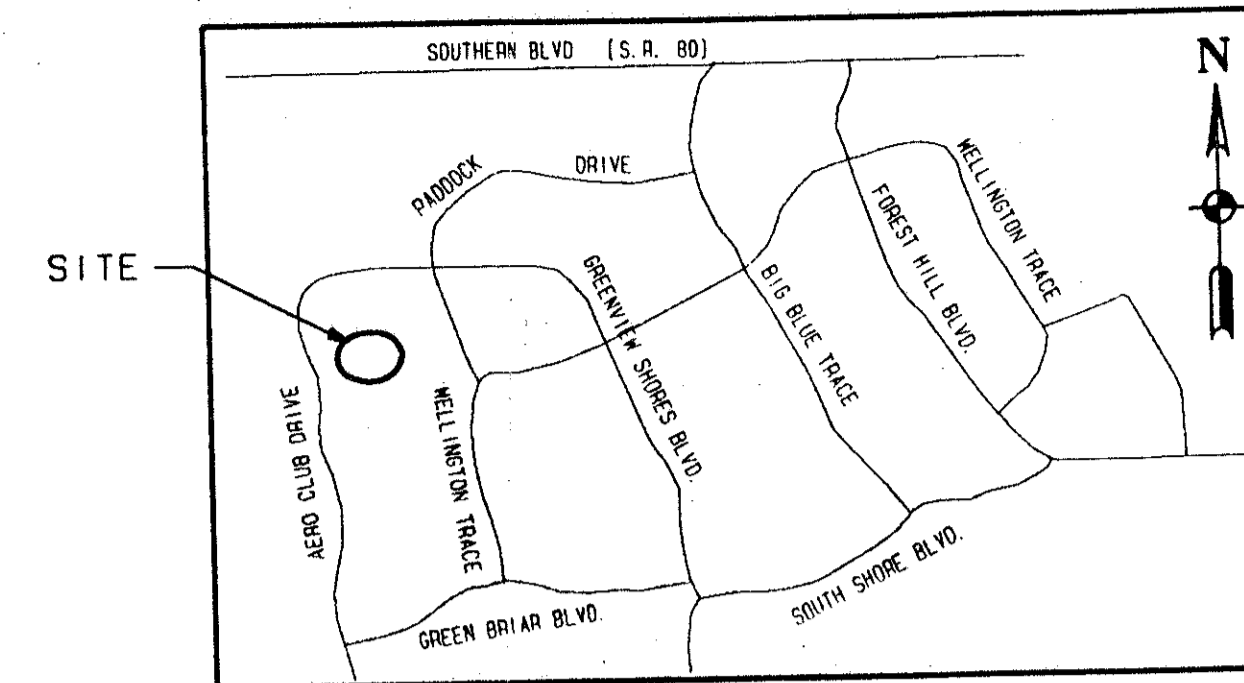 SOUTHERN BLVD (S.R. 80)
N
PADDOCK
DRIVE
WELLINGTON TRACE
FOREST HILL BLVD.
SITE
GREENVIEW SHORES BLVD.
BIG BLUE TRACE
AERO CLUB DRIVE
WELLINGTON TRACE
GREEN BRIAR BLVD.
SOUTH SHORE BLVD.